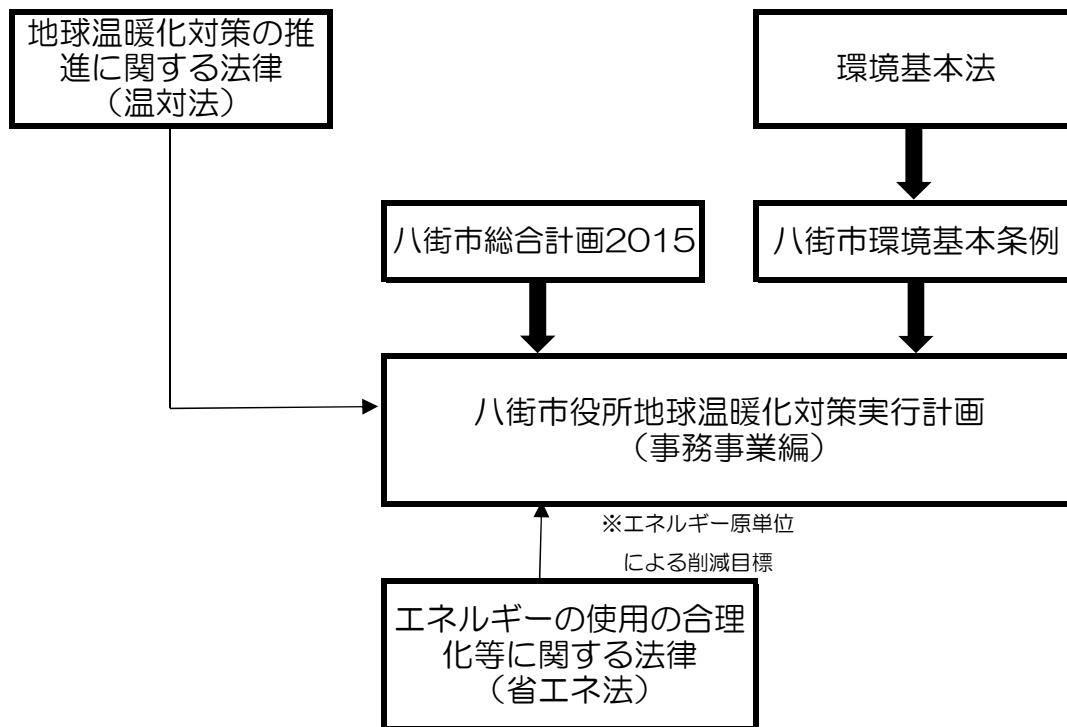 地球温暖化対策の推
進に関する法律
（温対法）
環境基本法
八街市総合計画2015
八街市環境基本条例
八街市役所地球温暖化対策実行計画
（事務事業編）
※エネルギー原単位
による削減目標
エネルギーの使用の合理
化等に関する法律
（省エネ法）